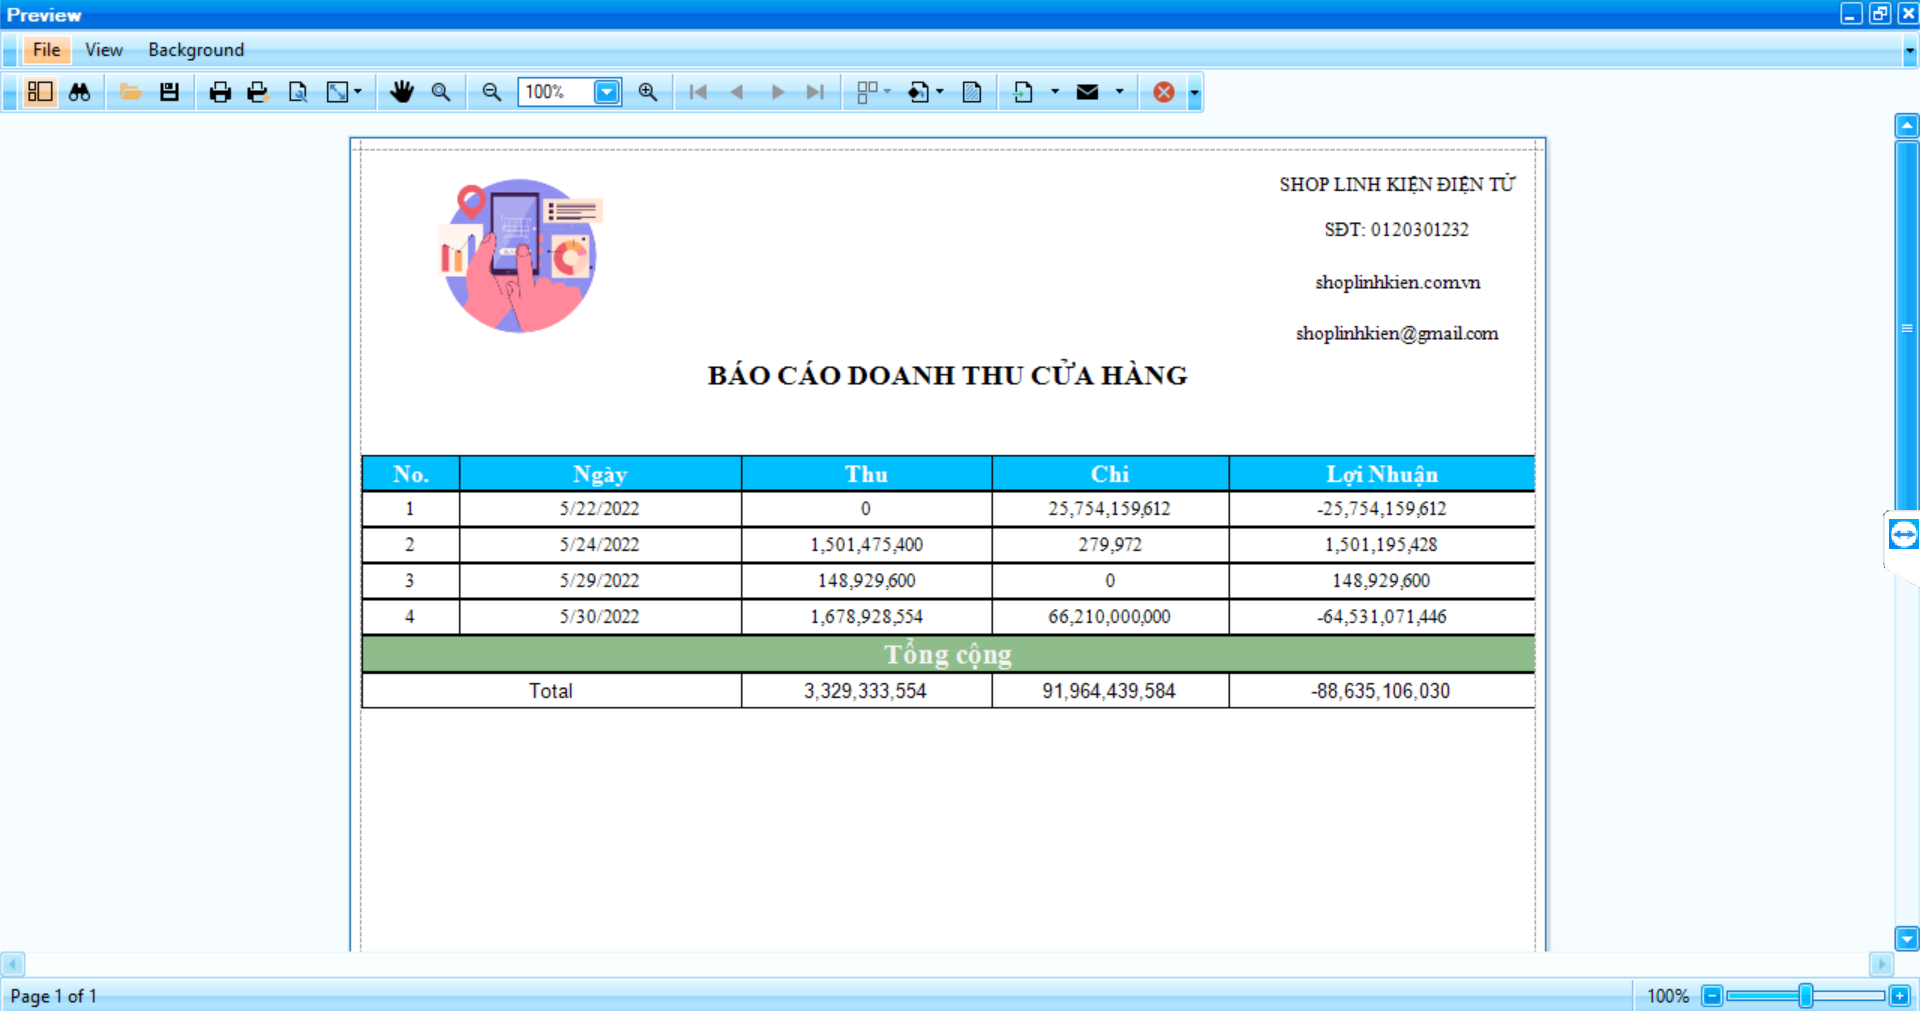 Preview
File View Background
100%
SHOP LINH KIỆN ĐIỆN TỬ
SĐT: 0120301232
shoplinhkien.com.vn
shoplinhkien@gmail.com
BÁO CÁO DOANH THU CỬA HÀNG
No. Ngày Thu Chi Lợi Nhuận
1 5/22/2022 0 25,754,159,612 -25,754,159,612
2 5/24/2022 1,501,475,400 279,972 1,501,195,428
3 5/29/2022 148,929,600 0 148,929,600
4 5/30/2022 1,678,928,554 66,210,000,000 -64,531,071,446
Tổng cộng
Total 3,329,333,554 91,964,439,584 -88,635,106,030
Page 1 of 1 100%